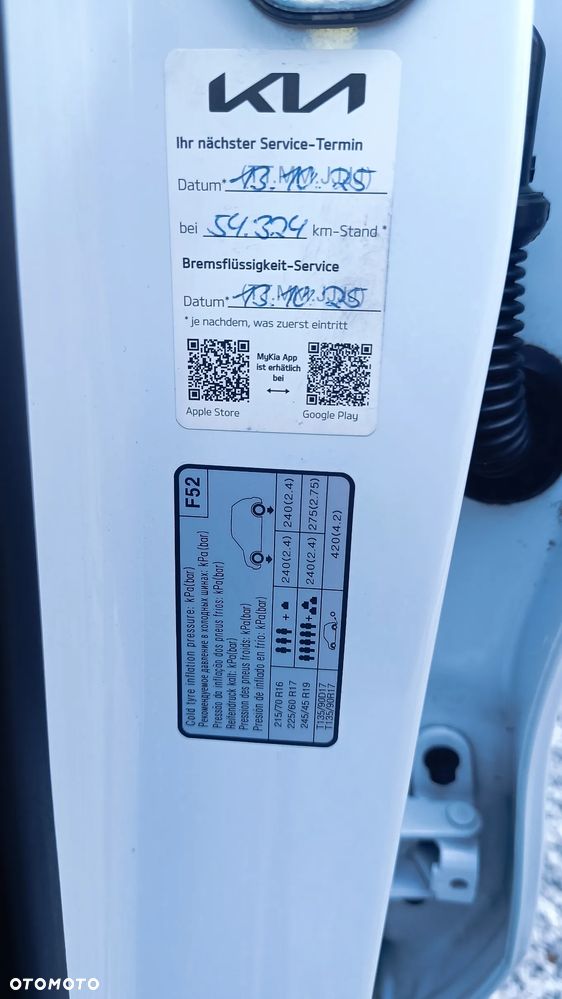 KIA
Ihr nächster Service-Termin
Datum* 13.10.25
bei 54.324 km-Stand *
Bremsflüssigkeit-Service
Datum* 13.10.25
* je nachdem, was zuerst eintritt
MyKia App
ist erhätlich
bei
Apple Store
Google Play
F52
Cold tyre inflation pressure: kPa(bar)
Рекомендуемое давление в холодных шинах: kPa(bar)
Pressão da inflação dos pneus frios: kPa(bar)
Reifendruck kalt: kPa(bar)
Pression des pneus froids: kPa(bar)
Presión de inflado en frío: kPa(bar)
215/70 R16
225/60 R17
240(2.4) 240(2.4)
245/45 R19
240(2.4) 275(2.75)
T135/90D17
T135/90R17
420(4.2)
OTOMOTO